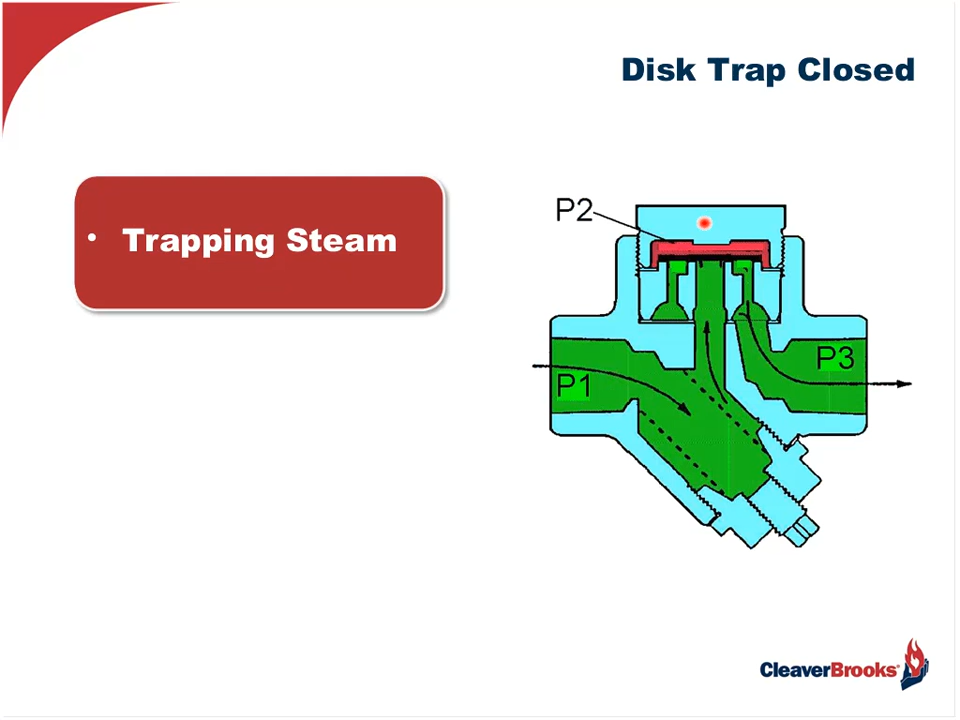 Disk Trap Closed
• Trapping Steam
P2
P3
P1
CleaverBrooks®